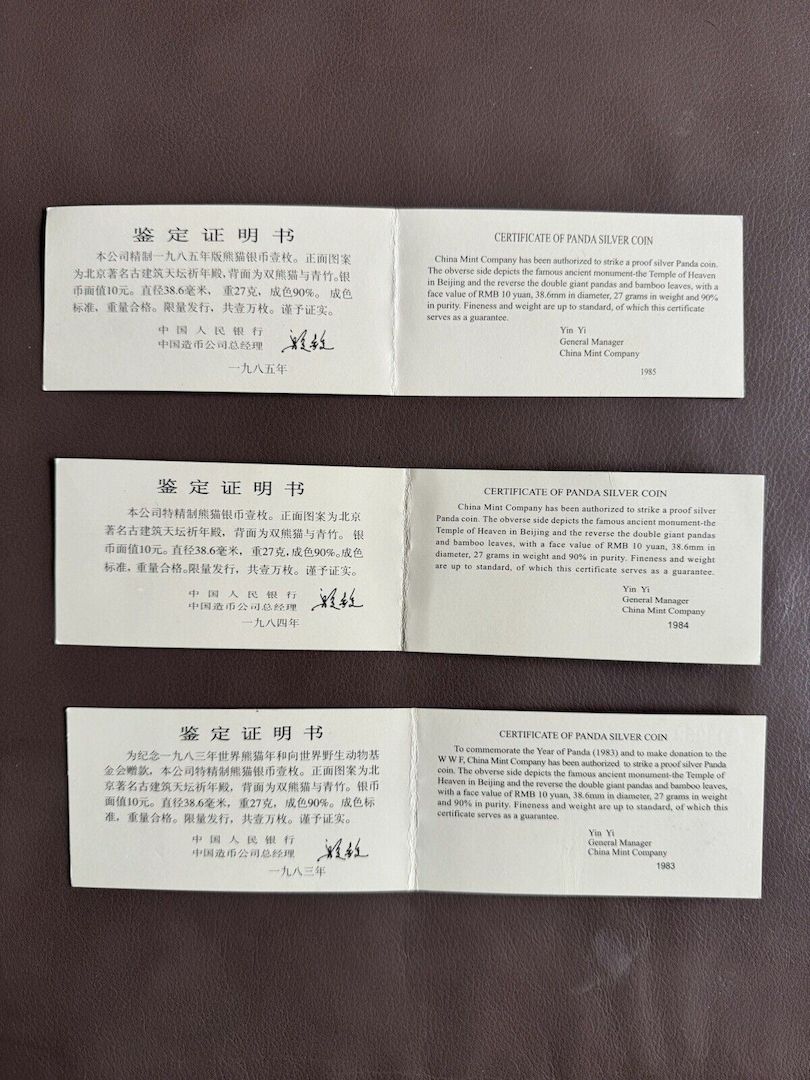 鉴定证明书
本公司精制一九八五年版熊猫银币壹枚。正面图案
为北京著名古建筑天坛祈年殿,背面为双熊猫与青竹。银
币面值10元。直径38.6毫米, 重27克,成色90%。成色
标准,重量合格。限量发行,共壹万枚。谨予证实。
中国人民银行
中国造币公司总经理
一九八五年
CERTIFICATE OF PANDA SILVER COIN
China Mint Company has been authorized to strike a proof silver Panda coin.
The obverse side depicts the famous ancient monument-the Temple of Heaven
in Beijing and the reverse the double giant pandas and bamboo leaves, with a
face value of RMB 10 yuan, 38.6mm in diameter, 27 grams in weight and 90%
in purity. Fineness and weight are up to standard, of which this certificate
serves as a guarantee.
Yin Yi
General Manager
China Mint Company
1985
鉴定证明书
本公司特精制熊猫银币壹枚。正面图案为北京
著名古建筑天坛祈年殿,背面为双熊猫与青竹。 银
币面值10元。直径38.6毫米, 重27克,成色90%。成色
标准,重量合格。限量发行,共壹万枚。谨予证实。
中国人民银行
中国造币公司总经理
一九八四年
CERTIFICATE OF PANDA SILVER COIN
China Mint Company has been authorized to strike a proof silver
Panda coin. The obverse side depicts the famous ancient monument-the
Temple of Heaven in Beijing and the reverse the double giant pandas
and bamboo leaves, with a face value of RMB 10 yuan, 38.6mm in
diameter, 27 grams in weight and 90% in purity. Fineness and weight
are up to standard, of which this certificate serves as a guarantee.
Yin Yi
General Manager
China Mint Company
1984
鉴定证明书
为纪念一九八三年世界熊猫年和向世界野生动物基
金会赠款,本公司特精制熊猫银币壹枚。正面图案为北
京著名古建筑天坛祈年殿,背面为双熊猫与青竹。银币
面值10元。直径38.6毫米,重27克,成色90%。成色标
准,重量合格。限量发行,共壹万枚。谨予证实。
中国人民银行
中国造币公司总经理
一九八三年
CERTIFICATE OF PANDA SILVER COIN
To commemorate the Year of Panda (1983) and to make donation to the
W W F, China Mint Company has been authorized to strike a proof silver Panda
coin. The obverse side depicts the famous ancient monument-the Temple of
Heaven in Beijing and the reverse the double giant pandas and bamboo leaves,
with a face value of RMB 10 yuan, 38.6mm in diameter, 27 grams in weight
and 90% in purity. Fineness and weight are up to standard, of which this
certificate serves as a guarantee.
Yin Yi
General Manager
China Mint Company
1983